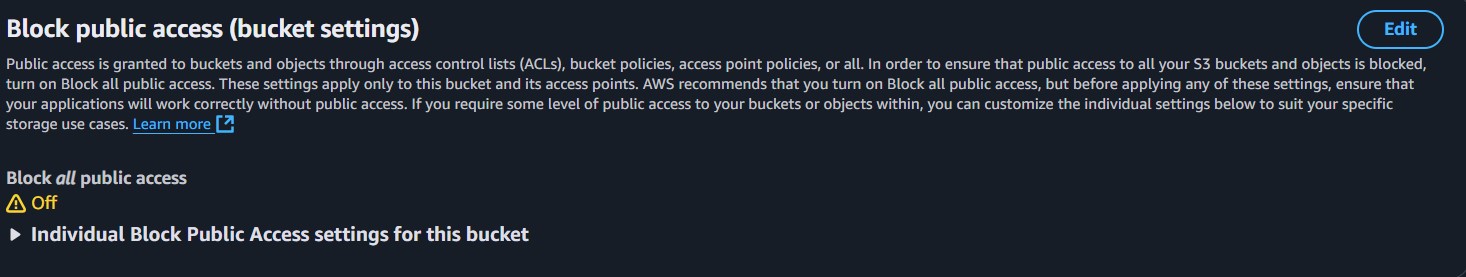 Block public access (bucket settings)
Edit
Public access is granted to buckets and objects through access control lists (ACLs), bucket policies, access point policies, or all. In order to ensure that public access to all your S3 buckets and objects is blocked,
turn on Block all public access. These settings apply only to this bucket and its access points. AWS recommends that you turn on Block all public access, but before applying any of these settings, ensure that
your applications will work correctly without public access. If you require some level of public access to your buckets or objects within, you can customize the individual settings below to suit your specific
storage use cases. Learn more
Block all public access
Off
Individual Block Public Access settings for this bucket